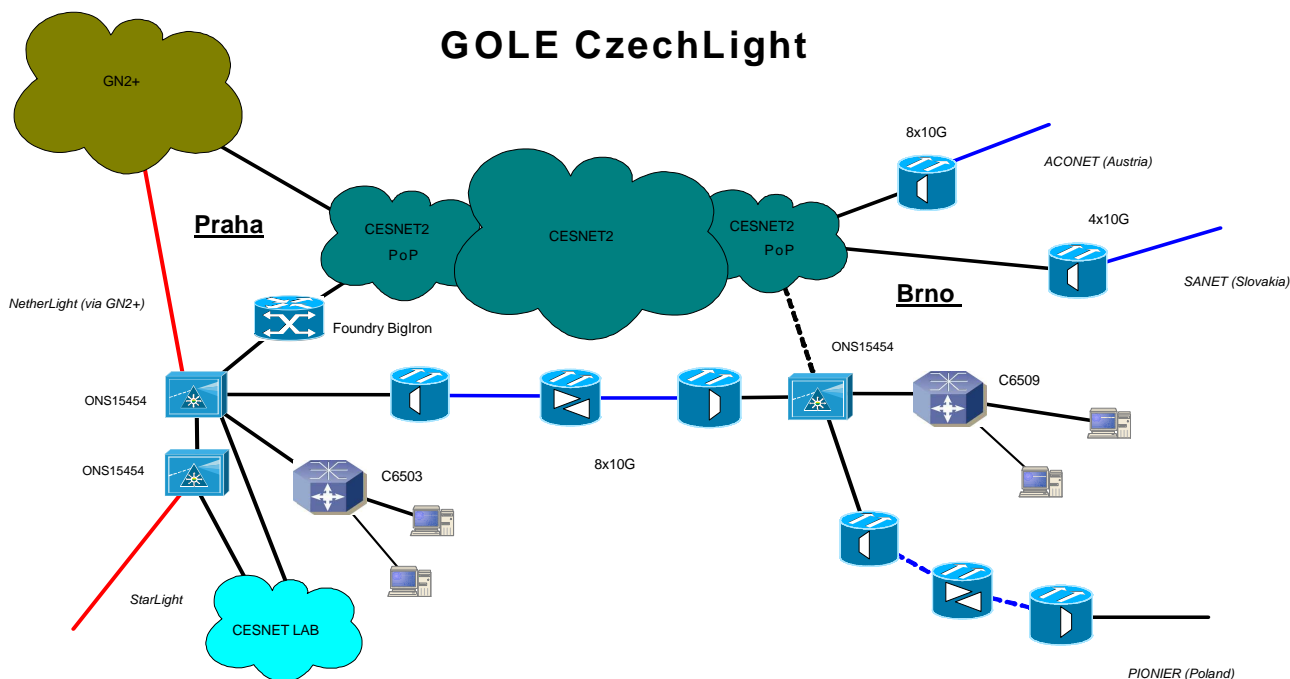 GOLE CzechLight
GN2+
8x10G
ACONET (Austria)
Praha
CESNET2
PoP
CESNET2
CESNET2
PoP
4x10G
NetherLight (via GN2+)
Foundry BigIron
Brno
SANET (Slovakia)
ONS15454
ONS15454
C6509
ONS15454
C6503
8x10G
StarLight
CESNET LAB
PIONIER (Poland)